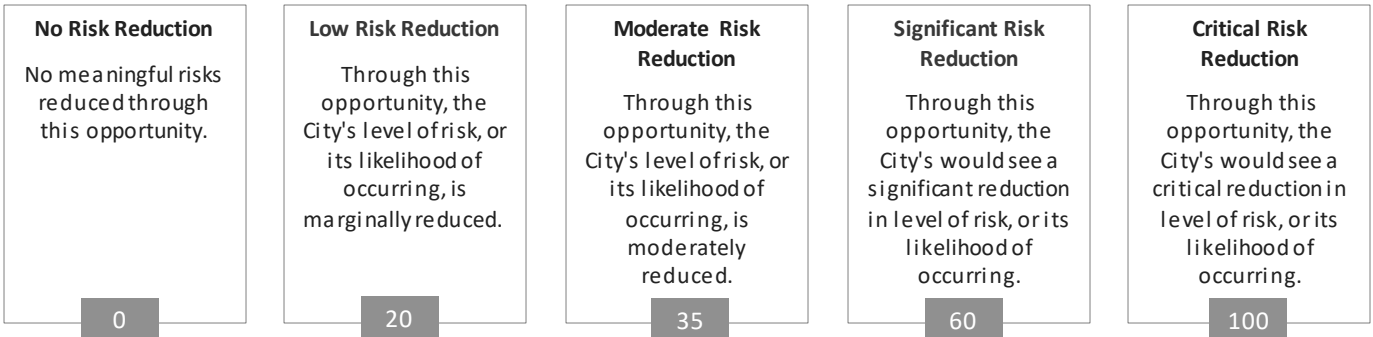 No Risk Reduction
No meaningful risks
reduced through
this opportunity.
0
Low Risk Reduction
Through this
opportunity, the
City's level of risk, or
its likelihood of
occurring, is
marginally reduced.
20
Moderate Risk
Reduction
Through this
opportunity, the
City's level of risk, or
its likelihood of
occurring, is
moderately
reduced.
35
Significant Risk
Reduction
Through this
opportunity, the
City's would see a
significant reduction
in level of risk, or its
likelihood of
occurring.
60
Critical Risk
Reduction
Through this
opportunity, the
City's would see a
critical reduction in
level of risk, or its
likelihood of
occurring.
100